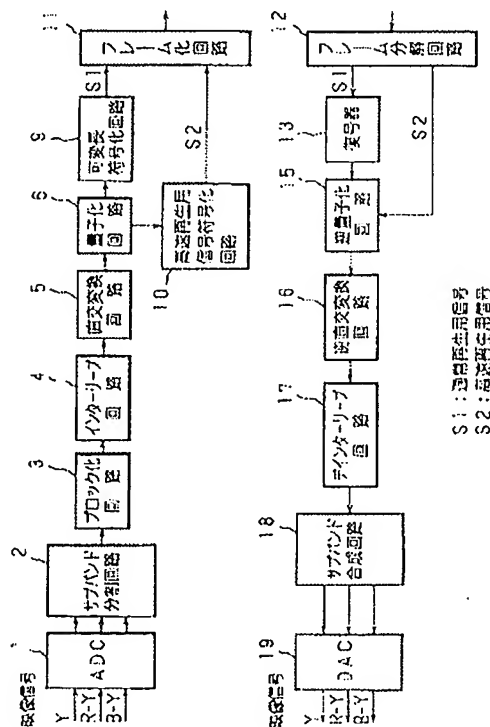 映像信号
Y
R-Y
B-Y
1
ADC
2
サブバンド
分割回路
3
ブロック化
回路
4
インターリーブ
回路
5
直交変換
回路
6
量子化
回路
9
可変長
符号化回路
S1
10
高速再生用
信号符号化
回路
S2
11
フレーム化回路
映像信号
Y
R-Y
B-Y
19
DAC
18
サブバンド
合成回路
17
デインターリーブ
回路
16
逆直交変換
回路
15
逆量子化
回路
13
復号器
S1
S2
12
フレーム分解回路
S1：通常再生用信号
S2：高速再生用信号